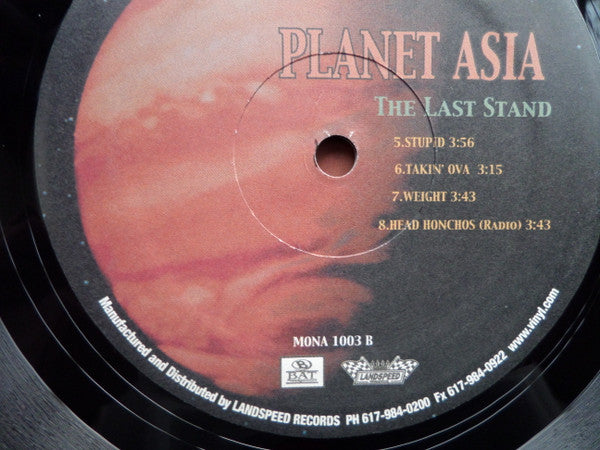 PLANET ASIA
THE LAST STAND
5.STUPID 3:56
6.TAKIN' OVA 3:15
7.WEIGHT 3:43
8.HEAD HONCHOS (RADIO) 3:43
MONA 1003 B
LANDSPEED
Manufactured and Distributed by LANDSPEED RECORDS PH 617-984-0200 Fx 617-984-0922 www.vinyl.com